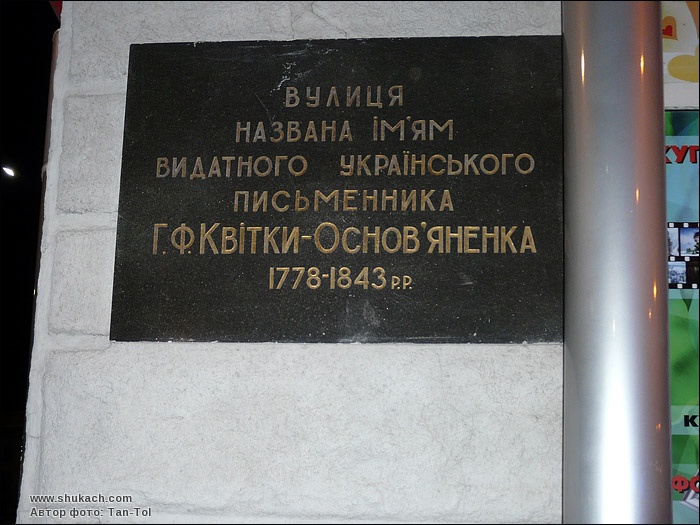 ВУЛИЦЯ
НАЗВАНА ІМ'ЯМ
ВИДАТНОГО УКРАЇНСЬКОГО
ПИСЬМЕННИКА
Г.Ф.КВІТКИ-ОСНОВ'ЯНЕНКА
1778-1843 Р.Р.
www.shukach.com
Автор фото: Tan-Tol